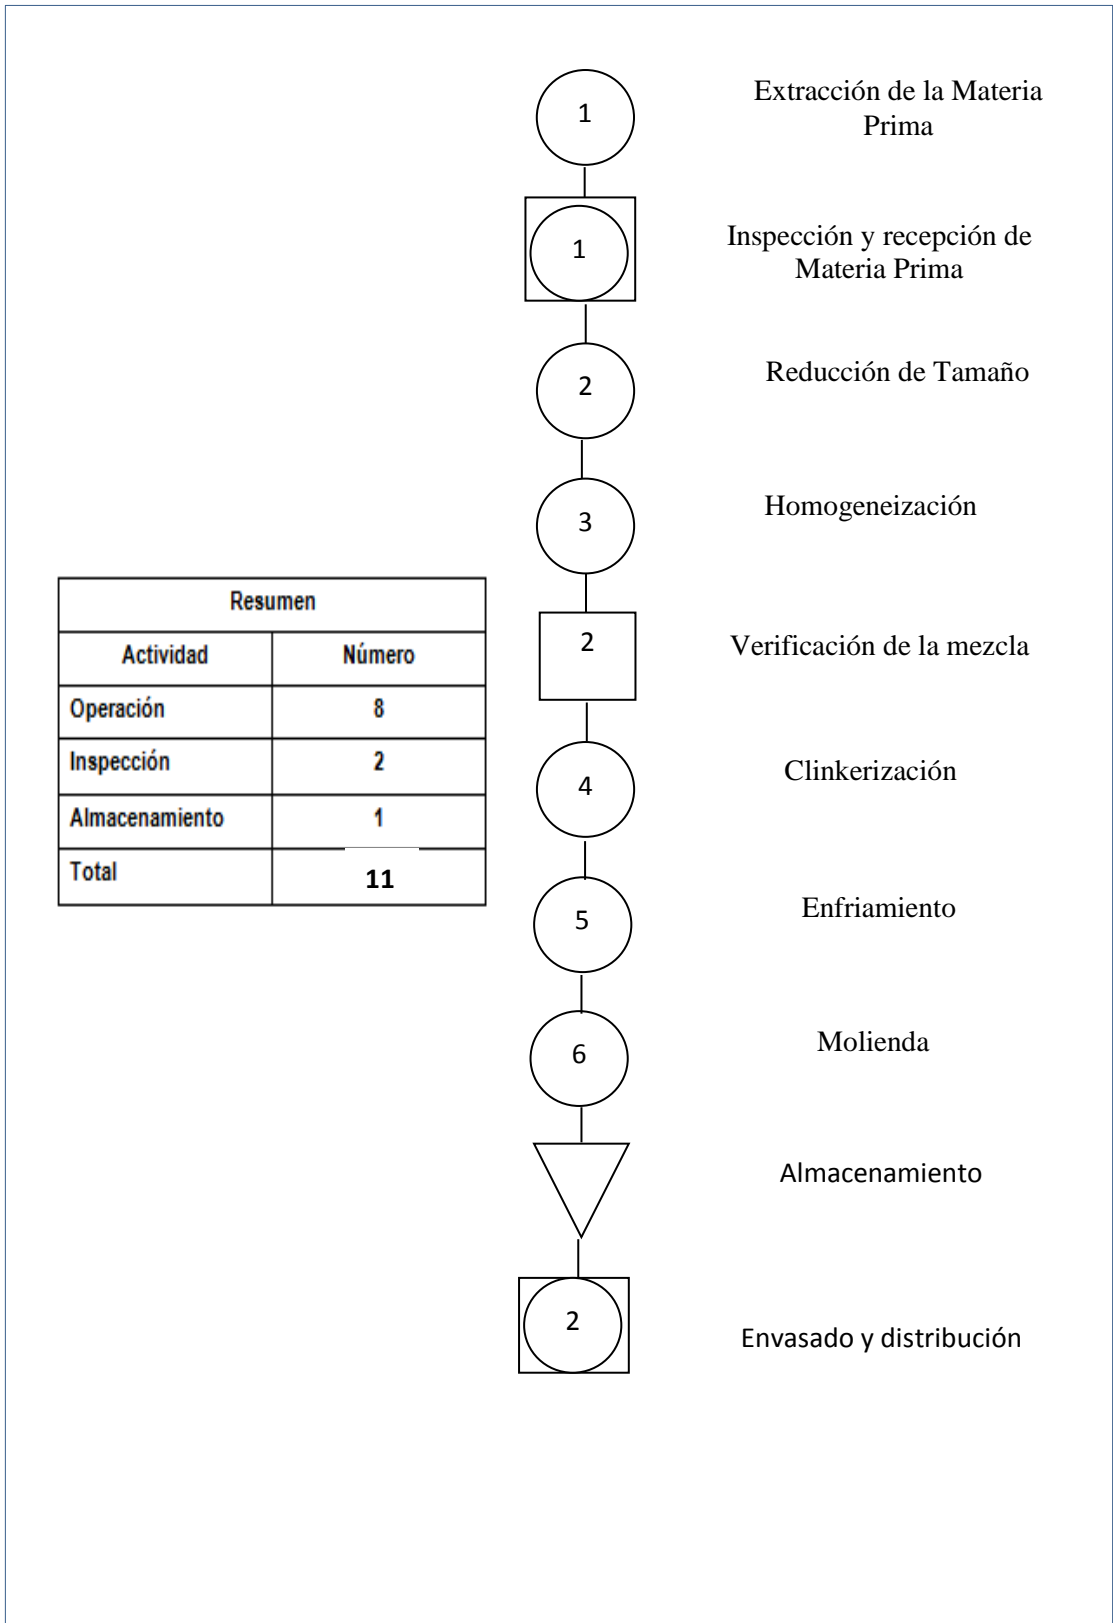 1
Extracción de la Materia
Prima
1
Inspección y recepción de
Materia Prima
2
Reducción de Tamaño
3
Homogeneización
2
Verificación de la mezcla
4
Clinkerización
5
Enfriamiento
6
Molienda
Almacenamiento
2
Envasado y distribución
Resumen
Actividad Número
Operación 8
Inspección 2
Almacenamiento 1
Total 11